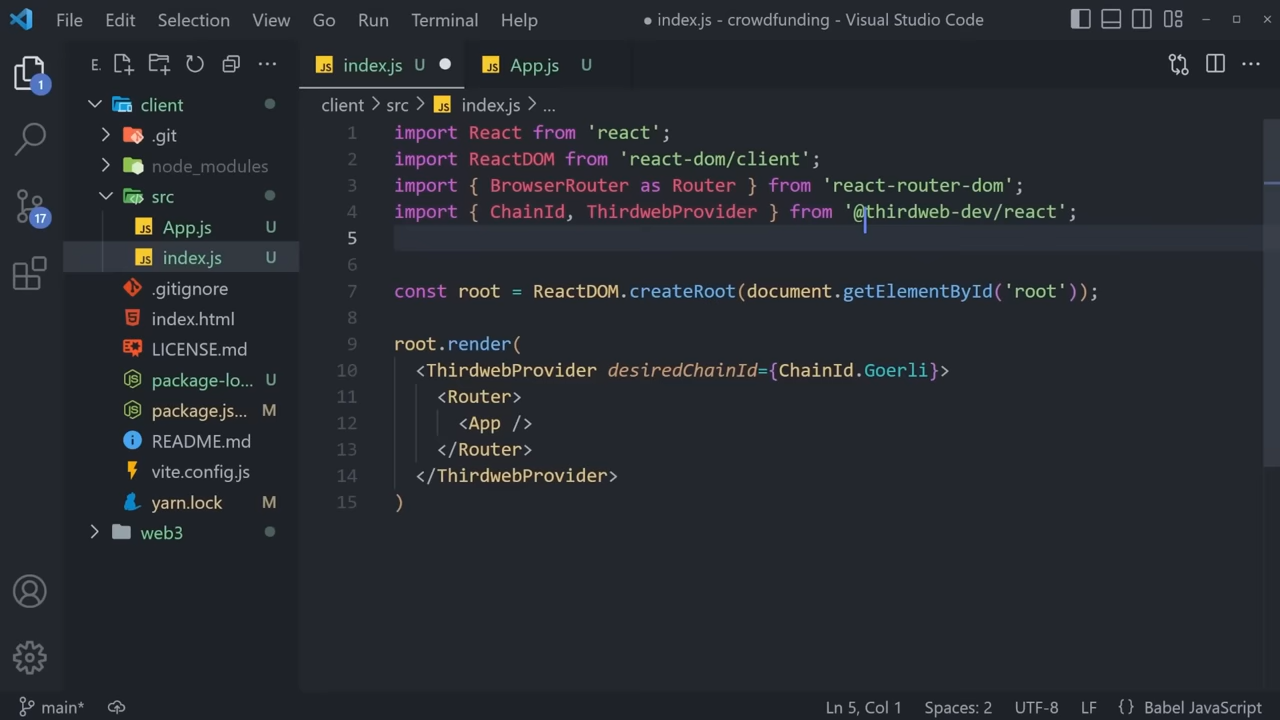 File Edit Selection View Go Run Terminal Help ● index.js - crowdfunding - Visual Studio Code
E.
index.js U
App.js U
client > src > JS index.js > ...
1
client
.git
node_modules
src
JS App.js U
JS index.js U
.gitignore
index.html
LICENSE.md
package-lo... U
package.js... M
README.md
vite.config.js
yarn.lock M
web3
17
1 import React from 'react';
2 import ReactDOM from 'react-dom/client';
3 import { BrowserRouter as Router } from 'react-router-dom';
4 import { ChainId, ThirdwebProvider } from '@thirdweb-dev/react';
5
6
7 const root = ReactDOM.createRoot(document.getElementById('root'));
8
9 root.render(
10 <ThirdwebProvider desiredChainId={ChainId.Goerli}>
11 <Router>
12 <App />
13 </Router>
14 </ThirdwebProvider>
15 )
main* Ln 5, Col 1 Spaces: 2 UTF-8 LF {} Babel JavaScript